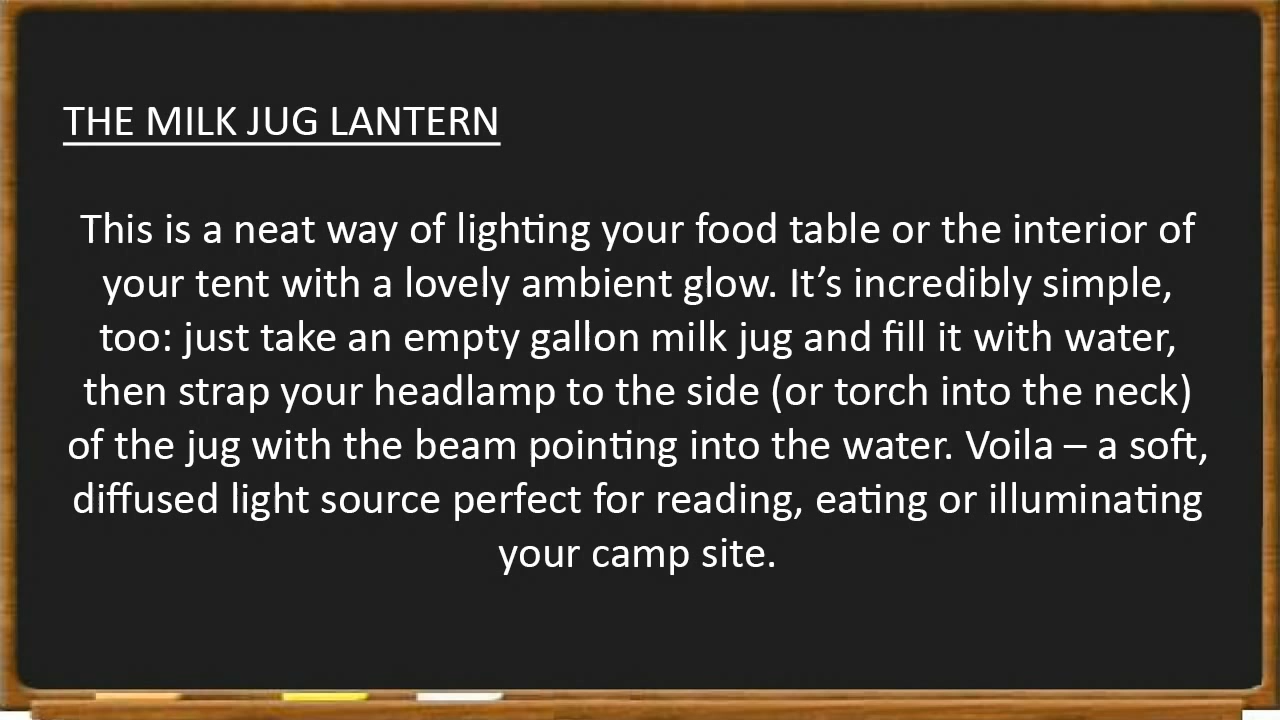 THE MILK JUG LANTERN
This is a neat way of lighting your food table or the interior of
your tent with a lovely ambient glow. It’s incredibly simple,
too: just take an empty gallon milk jug and fill it with water,
then strap your headlamp to the side (or torch into the neck)
of the jug with the beam pointing into the water. Voila – a soft,
diffused light source perfect for reading, eating or illuminating
your camp site.